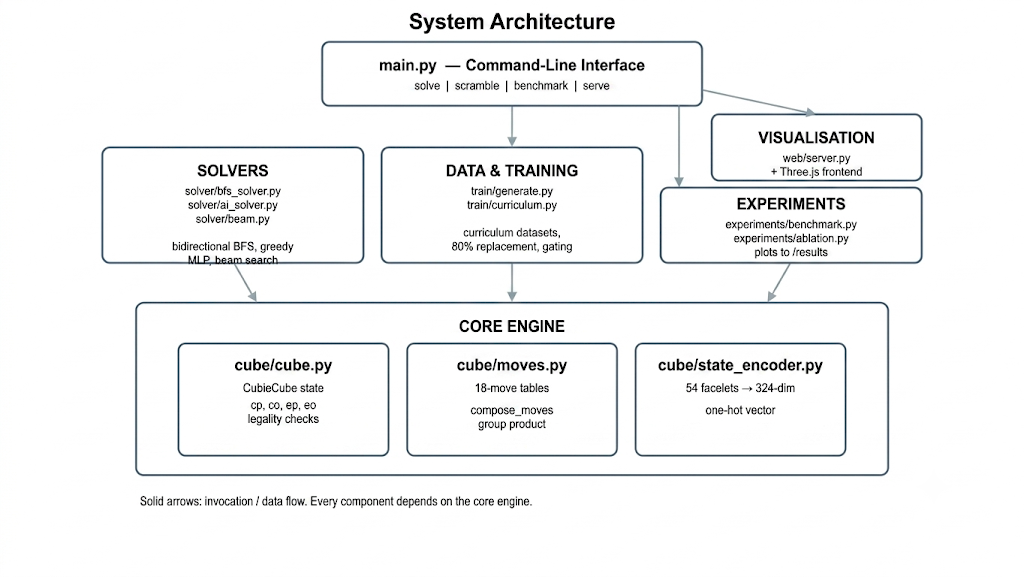 System Architecture
main.py — Command-Line Interface
solve | scramble | benchmark | serve
VISUALISATION
web/server.py
+ Three.js frontend
SOLVERS
solver/bfs_solver.py
solver/ai_solver.py
solver/beam.py
bidirectional BFS, greedy
MLP, beam search
DATA & TRAINING
train/generate.py
train/curriculum.py
curriculum datasets,
80% replacement, gating
EXPERIMENTS
experiments/benchmark.py
experiments/ablation.py
plots to /results
CORE ENGINE
cube/cube.py
CubieCube state
cp, co, ep, eo
legality checks
cube/moves.py
18-move tables
compose_moves
group product
cube/state_encoder.py
54 facelets → 324-dim
one-hot vector
Solid arrows: invocation / data flow. Every component depends on the core engine.